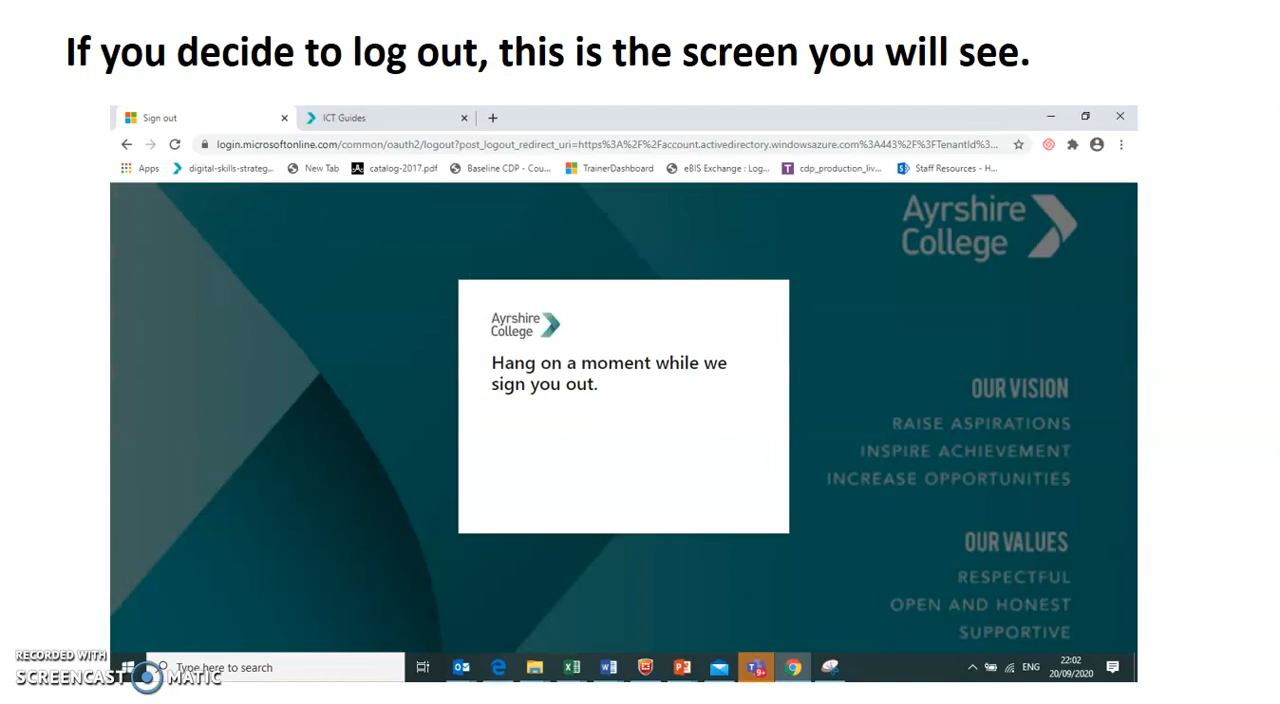 If you decide to log out, this is the screen you will see.
Sign out
ICT Guides
login.microsoftonline.com/common/oauth2/logout?post_logout_redirect_uri=https%3A%2F%2Faccount.activedirectory.windowsazure.com%3A443%2F%3FTenantId%3...
Apps digital-skills-strateg... New Tab catalog-2017.pdf Baseline CDP - Cou... TrainerDashboard eBIS Exchange : Log... cdp_production_liv... Staff Resources - H...
Ayrshire
College
Ayrshire
College
Hang on a moment while we
sign you out.
OUR VISION
RAISE ASPIRATIONS
INSPIRE ACHIEVEMENT
INCREASE OPPORTUNITIES
OUR VALUES
RESPECTFUL
OPEN AND HONEST
SUPPORTIVE
RECORDED WITH
SCREENCAST MATIC
Type here to search
9+
ENG
22:02
20/09/2020